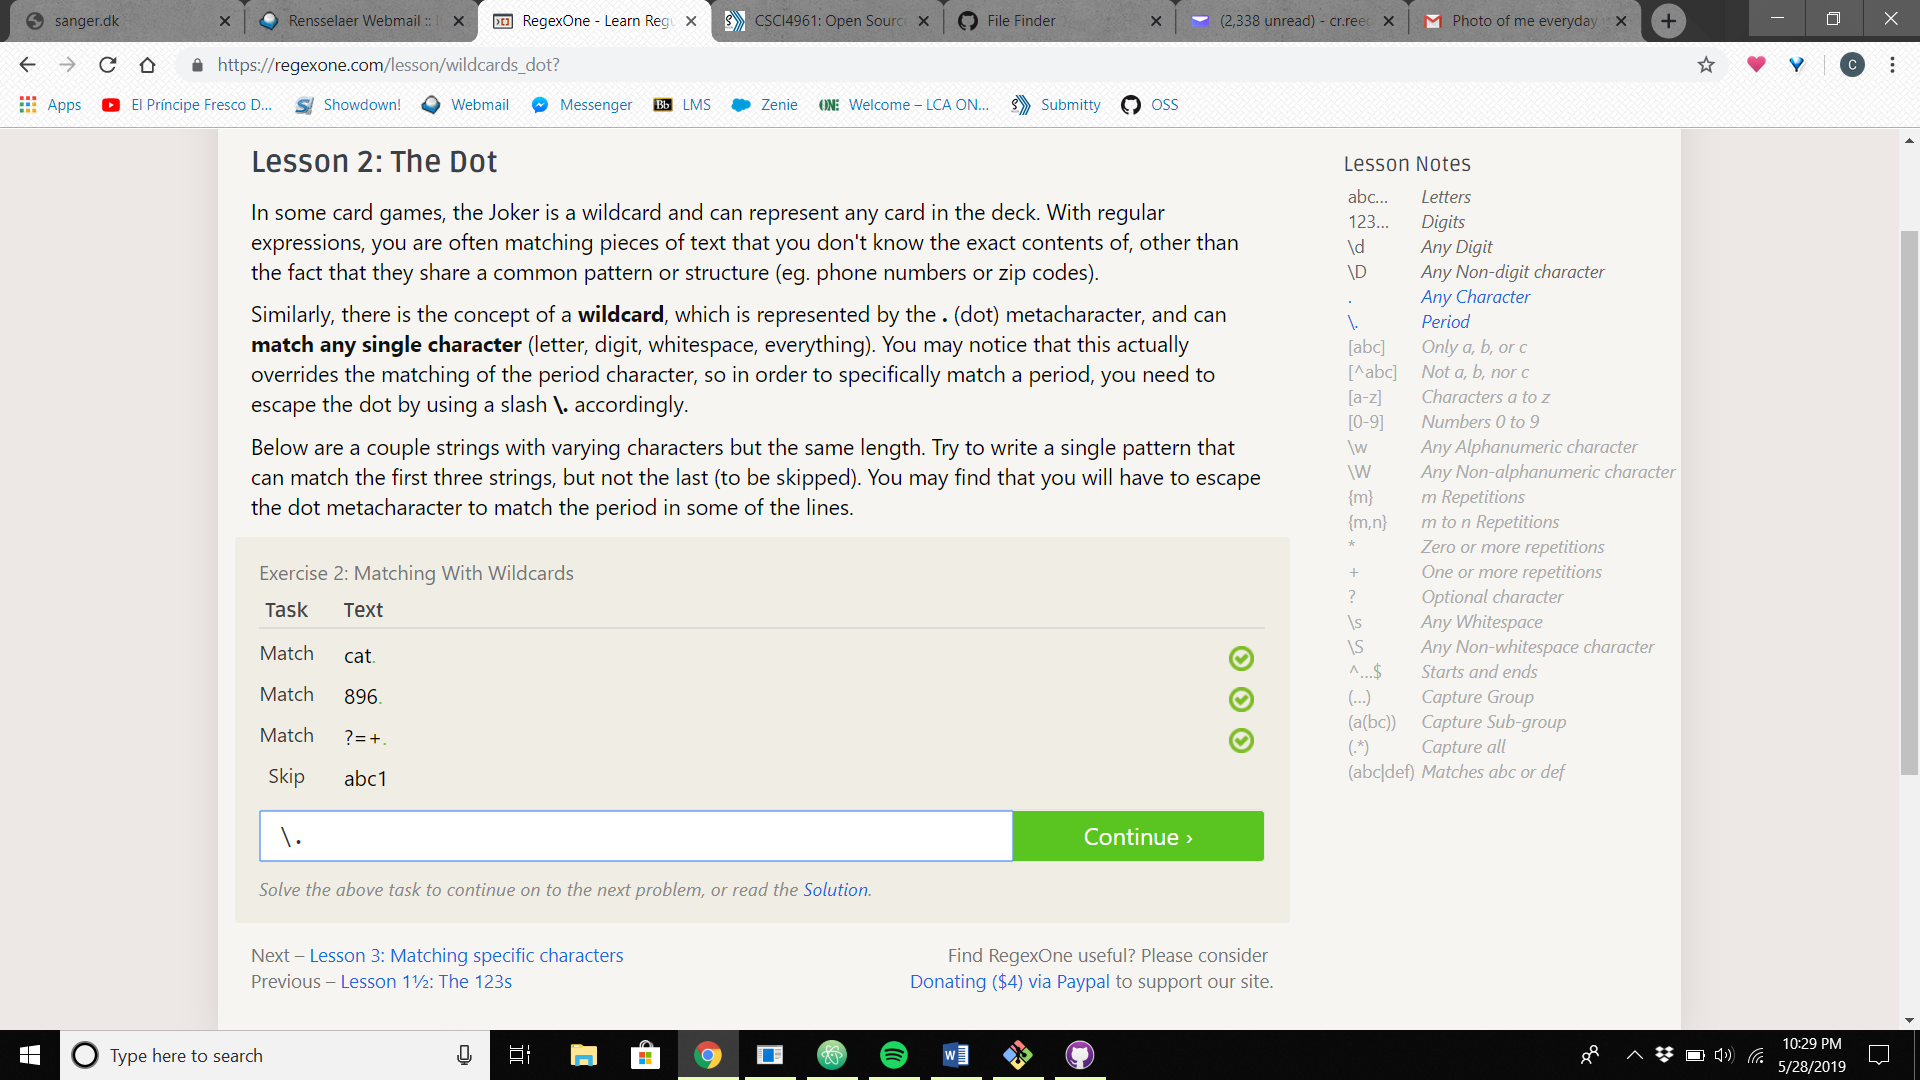 sanger.dk
Rensselaer Webmail ::
RegexOne - Learn Regu
CSCI4961: Open Sourc
File Finder
(2,338 unread) - cr.reed
Photo of me everyday
https://regexone.com/lesson/wildcards_dot?
C
Apps
El Príncipe Fresco D...
Showdown!
Webmail
Messenger
Bb LMS
Zenie
ONE Welcome – LCA ON...
Submitty
OSS
Lesson 2: The Dot
In some card games, the Joker is a wildcard and can represent any card in the deck. With regular
expressions, you are often matching pieces of text that you don't know the exact contents of, other than
the fact that they share a common pattern or structure (eg. phone numbers or zip codes).
Similarly, there is the concept of a wildcard, which is represented by the . (dot) metacharacter, and can
match any single character (letter, digit, whitespace, everything). You may notice that this actually
overrides the matching of the period character, so in order to specifically match a period, you need to
escape the dot by using a slash \. accordingly.
Below are a couple strings with varying characters but the same length. Try to write a single pattern that
can match the first three strings, but not the last (to be skipped). You may find that you will have to escape
the dot metacharacter to match the period in some of the lines.
Exercise 2: Matching With Wildcards
Task Text
Match cat.
Match 896.
Match ?=+.
Skip abc1
\.
Continue ›
Solve the above task to continue on to the next problem, or read the Solution.
Next – Lesson 3: Matching specific characters
Previous – Lesson 1½: The 123s
Find RegexOne useful? Please consider
Donating ($4) via Paypal to support our site.
Lesson Notes
abc... Letters
123... Digits
\d Any Digit
\D Any Non-digit character
. Any Character
\. Period
[abc] Only a, b, or c
[^abc] Not a, b, nor c
[a-z] Characters a to z
[0-9] Numbers 0 to 9
\w Any Alphanumeric character
\W Any Non-alphanumeric character
{m} m Repetitions
{m,n} m to n Repetitions
* Zero or more repetitions
+ One or more repetitions
? Optional character
\s Any Whitespace
\S Any Non-whitespace character
^...$ Starts and ends
(...) Capture Group
(a(bc)) Capture Sub-group
(.*) Capture all
(abc|def) Matches abc or def
Type here to search
10:29 PM
5/28/2019